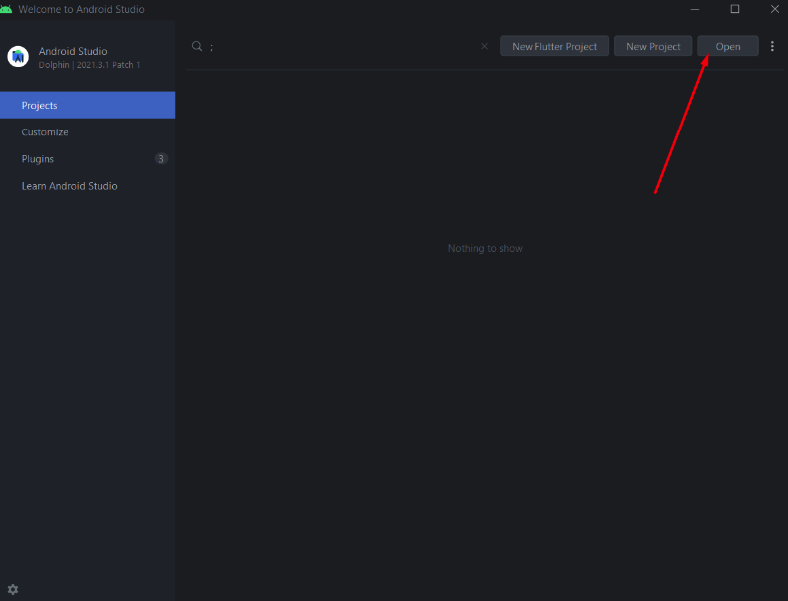 Welcome to Android Studio
Android Studio
Dolphin | 2021.3.1 Patch 1
;
New Flutter Project
New Project
Open
Projects
Customize
Plugins
3
Learn Android Studio
Nothing to show